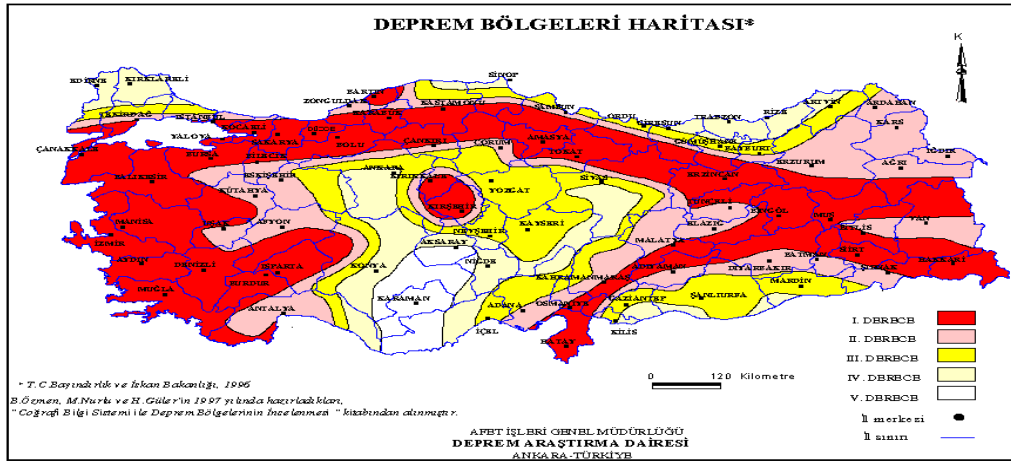 DEPREM BÖLGELERİ HARİTASI*
K
SİNOP
EDİRNE
KIRKLARELİ
BARTIN
ZONGULDAK
KASTAMONU
SAMSUN
ARTVİN
ARDAHAN
TEKİRDAĞ
İSTANBUL
KARABÜK
ORDU
GİRESUN
TRABZON
RİZE
KARS
YALOVA
KOCAELİ
SAKARYA
DÜZCE
BOLU
ÇANKIRI
ÇORUM
AMASYA
TOKAT
GÜMÜŞHANE
BAYBURT
ÇANAKKALE
BURSA
BİLECİK
ERZURUM
IĞDIR
AĞRI
BALIKESİR
ESKİŞEHİR
ANKARA
KIRIKKALE
YOZGAT
SİVAS
ERZİNCAN
KÜTAHYA
KIRŞEHİR
TUNCELİ
BİNGÖL
MUŞ
VAN
MANİSA
UŞAK
AFYON
NEVŞEHİR
KAYSERİ
ELAZIĞ
BİTLİS
İZMİR
AKSARAY
MALATYA
SİİRT
AYDIN
DENİZLİ
ISPARTA
KONYA
NİĞDE
KAHRAMANMARAŞ
ADIYAMAN
DİYARBAKIR
BATMAN
ŞIRNAK
HAKKARİ
MUĞLA
BURDUR
KARAMAN
ADANA
OSMANİYE
GAZİANTEP
ŞANLIURFA
MARDİN
ANTALYA
İÇEL
KİLİS
HATAY
I. DERECE
II. DERECE
III. DERECE
IV. DERECE
V. DERECE
İl merkezi
İl sınırı
0 120 Kilometre
* T.C.Bayındırlık ve İskan Bakanlığı, 1996
B.Özmen, M.Nurlu ve H.Güler'in 1997 yılında hazırladıkları,
" Coğrafi Bilgi Sistemi ile Deprem Bölgelerinin İncelenmesi " kitabından alınmıştır.
AFET İŞLERİ GENEL MÜDÜRLÜĞÜ
DEPREM ARAŞTIRMA DAİRESİ
ANKARA-TÜRKİYE